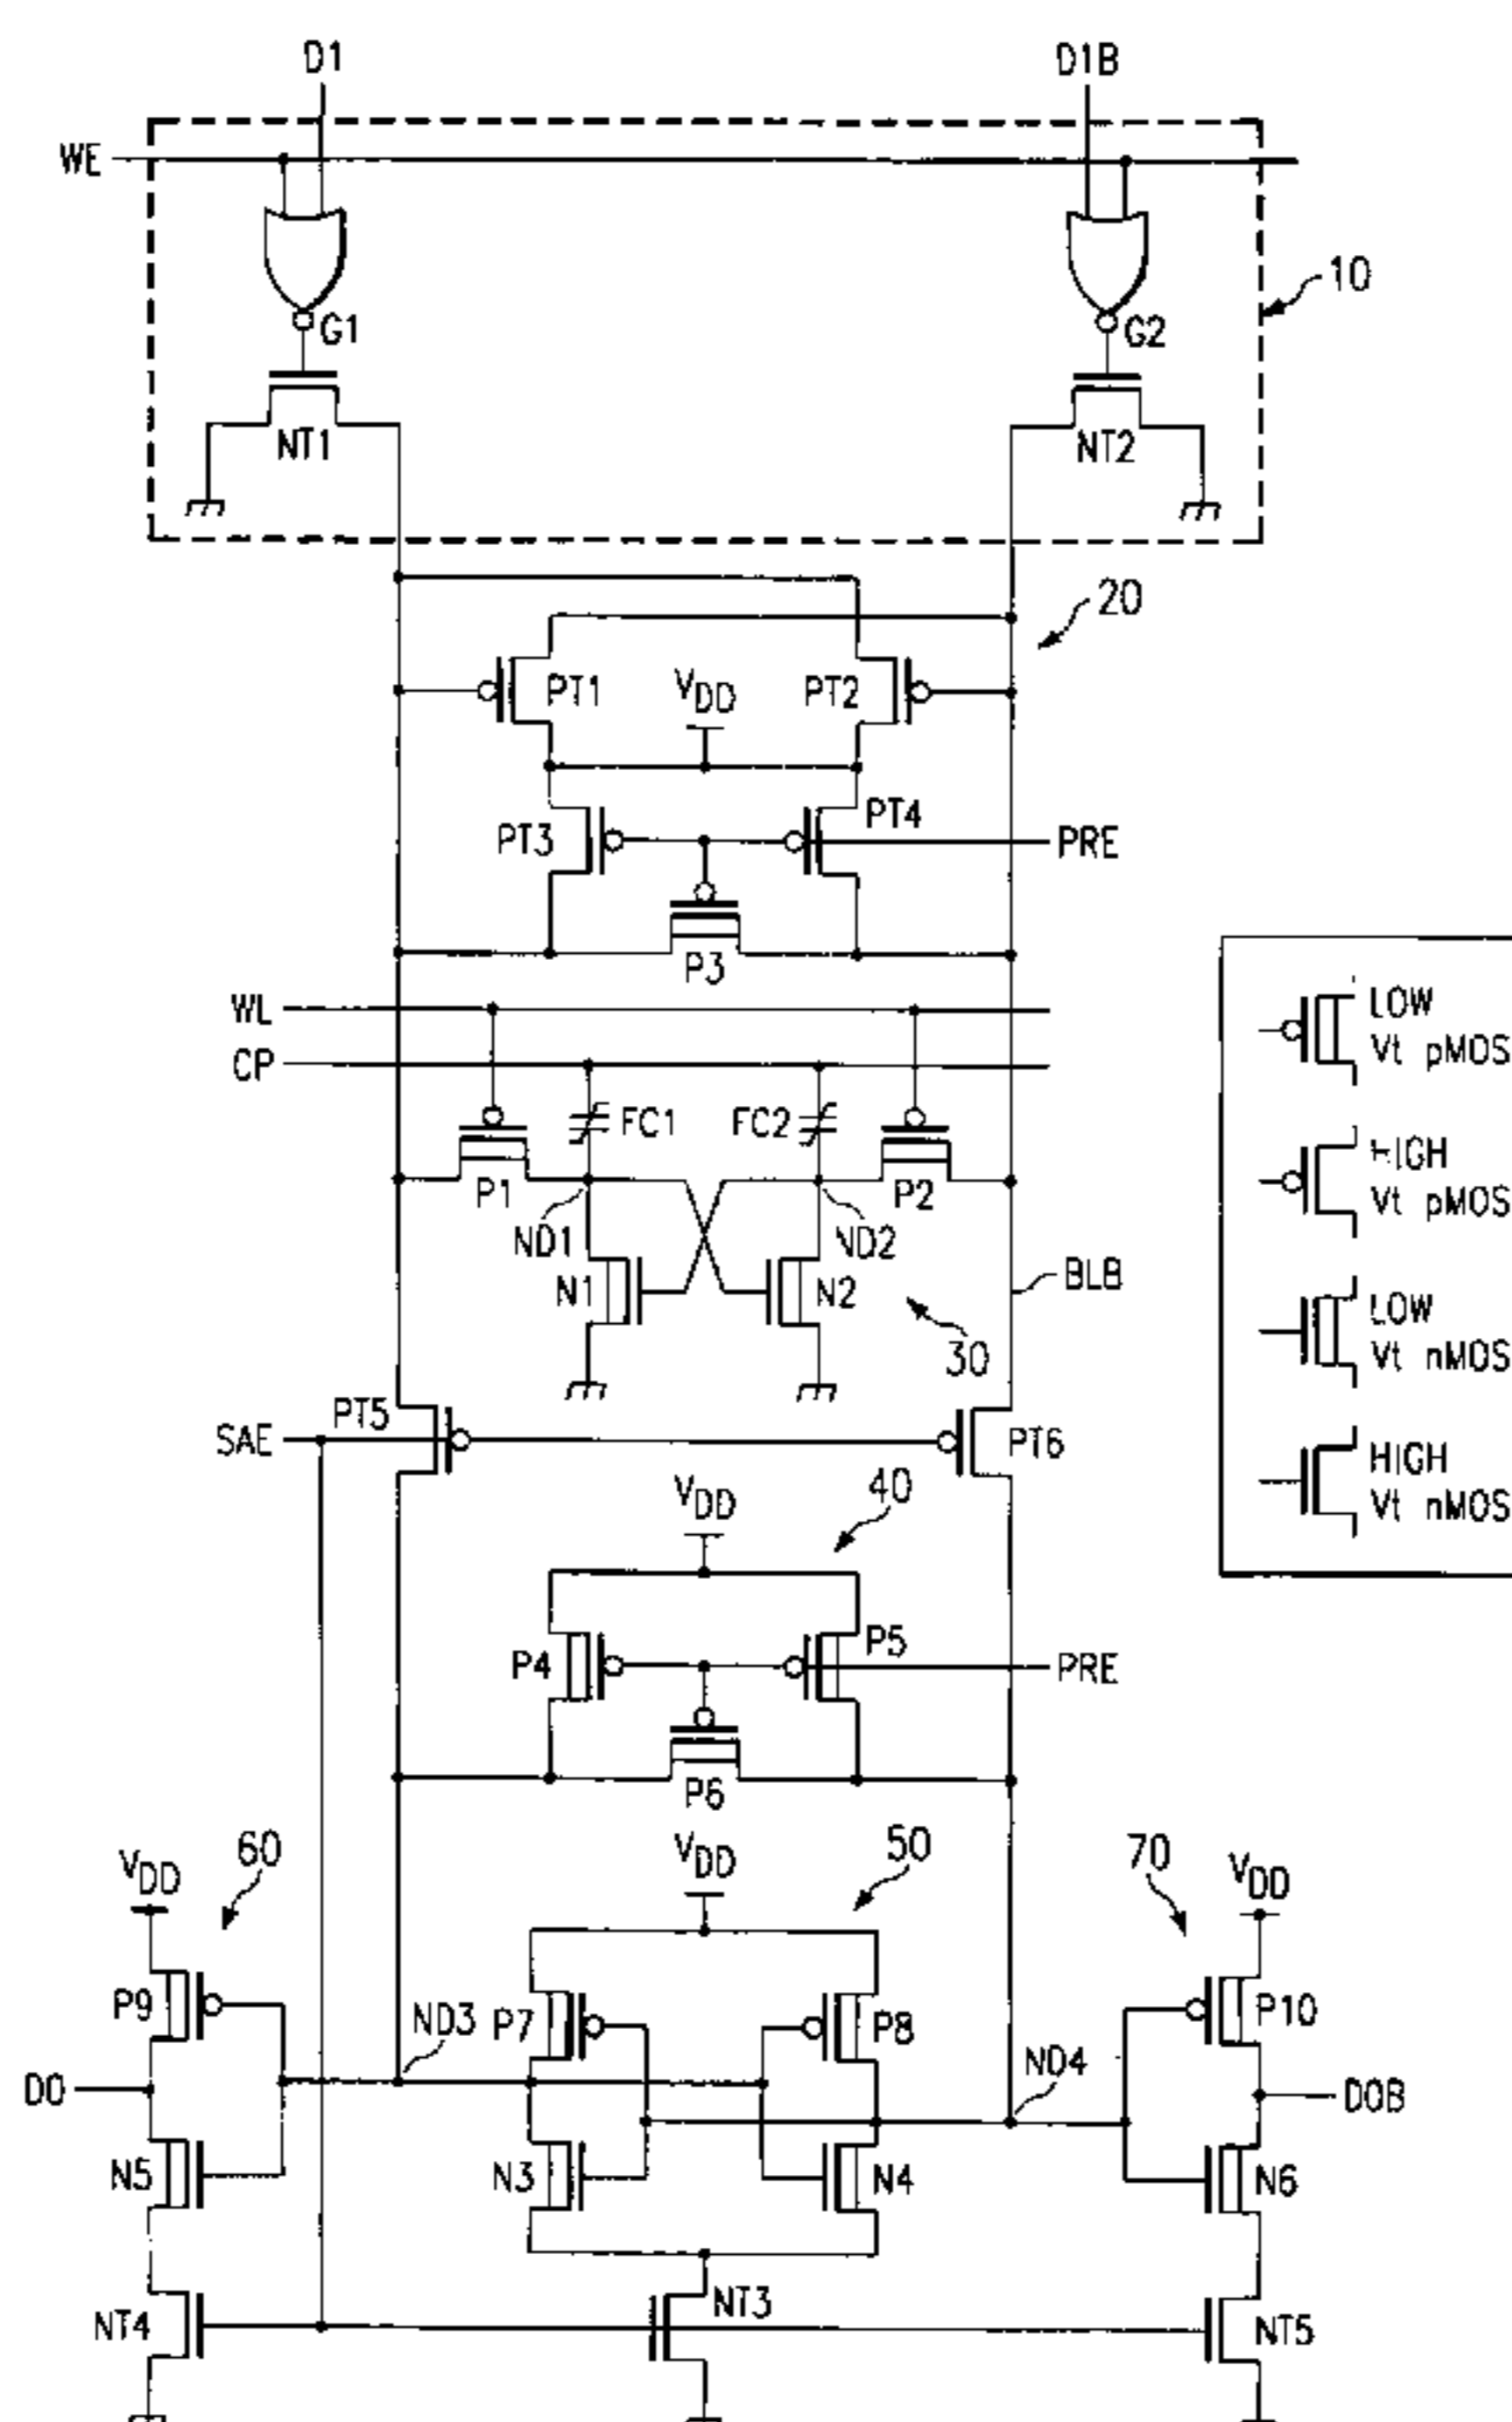 D1
D1B
WE
10
G1
G2
NT1
NT2
20
PT1
VDD
PT2
PT3
PT4
PRE
P3
WL
CP
FC1
FC2
P1
P2
ND1
ND2
N1
N2
BLB
30
LOW
Vt pMOS
HIGH
Vt pMOS
LOW
Vt nMOS
HIGH
Vt nMOS
PT5
SAE
PT6
VDD
40
P4
P5
PRE
P6
VDD
60
VDD
50
70
VDD
P9
ND3
P7
P8
ND4
P10
DO
DOB
N5
N3
N4
N6
NT4
NT3
NT5